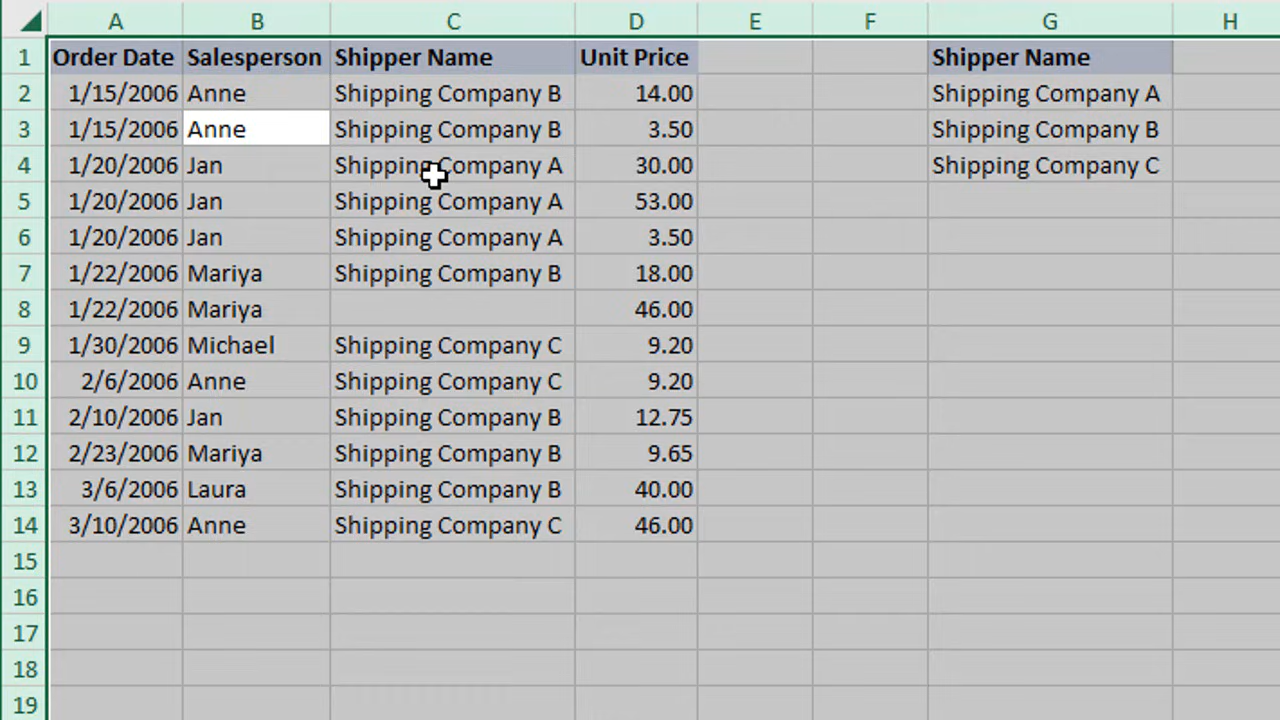 A B C D E F G H
1 Order Date Salesperson Shipper Name Unit Price Shipper Name
2 1/15/2006 Anne Shipping Company B 14.00 Shipping Company A
3 1/15/2006 Anne Shipping Company B 3.50 Shipping Company B
4 1/20/2006 Jan Shipping Company A 30.00 Shipping Company C
5 1/20/2006 Jan Shipping Company A 53.00
6 1/20/2006 Jan Shipping Company A 3.50
7 1/22/2006 Mariya Shipping Company B 18.00
8 1/22/2006 Mariya 46.00
9 1/30/2006 Michael Shipping Company C 9.20
10 2/6/2006 Anne Shipping Company C 9.20
11 2/10/2006 Jan Shipping Company B 12.75
12 2/23/2006 Mariya Shipping Company B 9.65
13 3/6/2006 Laura Shipping Company B 40.00
14 3/10/2006 Anne Shipping Company C 46.00
15
16
17
18
19